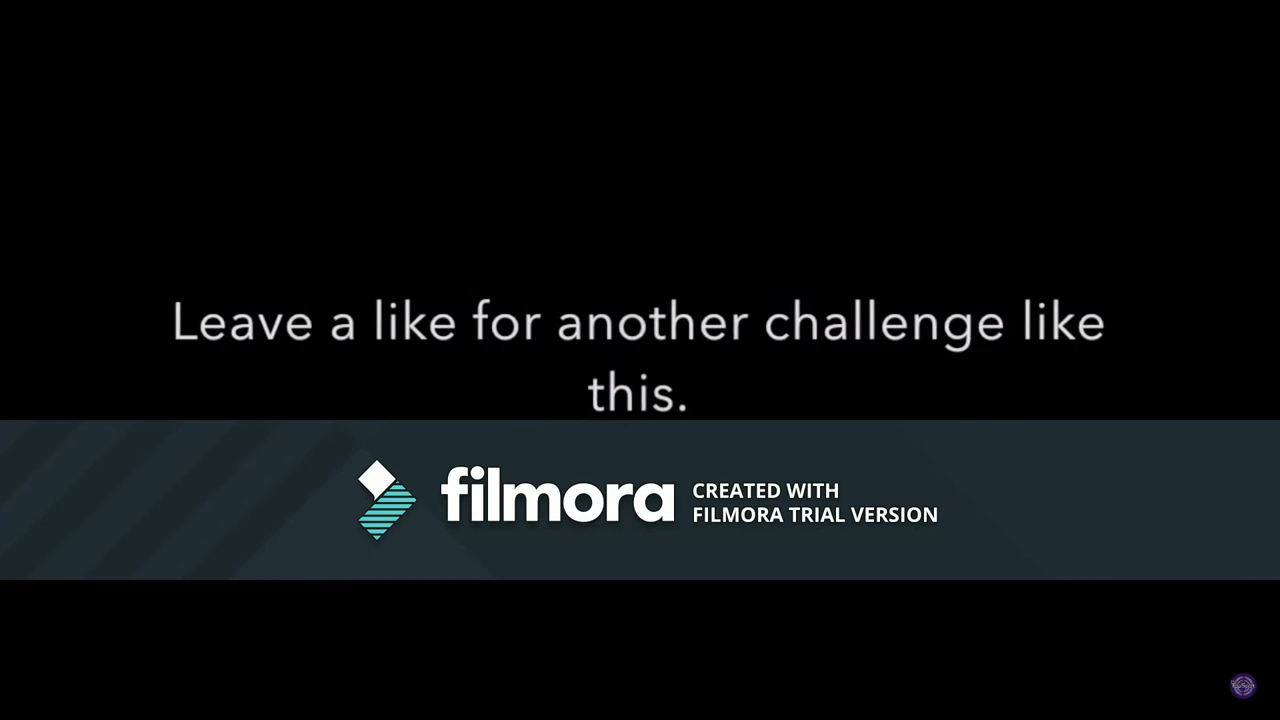 Leave a like for another challenge like
this.
filmora
CREATED WITH
FILMORA TRIAL VERSION